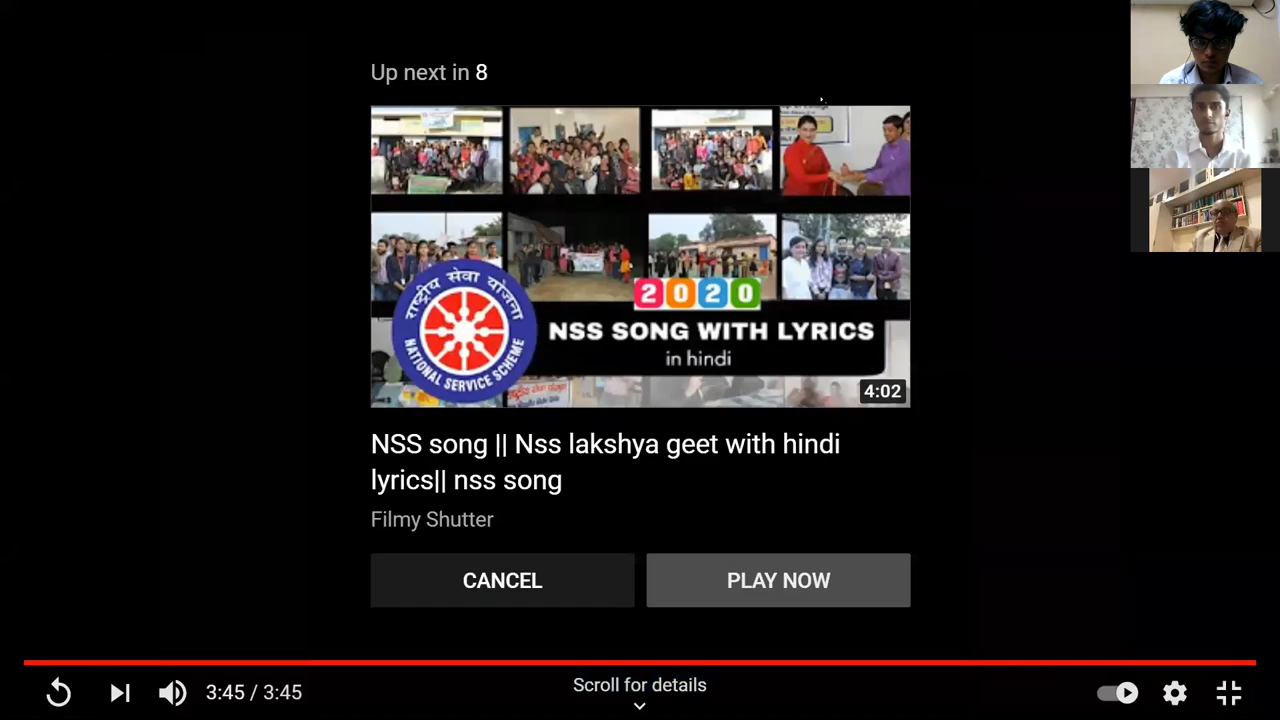 Up next in 8
राष्ट्रीय सेवा योजना
NATIONAL SERVICE SCHEME
2020
NSS SONG WITH LYRICS
in hindi
4:02
NSS song || Nss lakshya geet with hindi
lyrics|| nss song
Filmy Shutter
CANCEL
PLAY NOW
3:45 / 3:45
Scroll for details